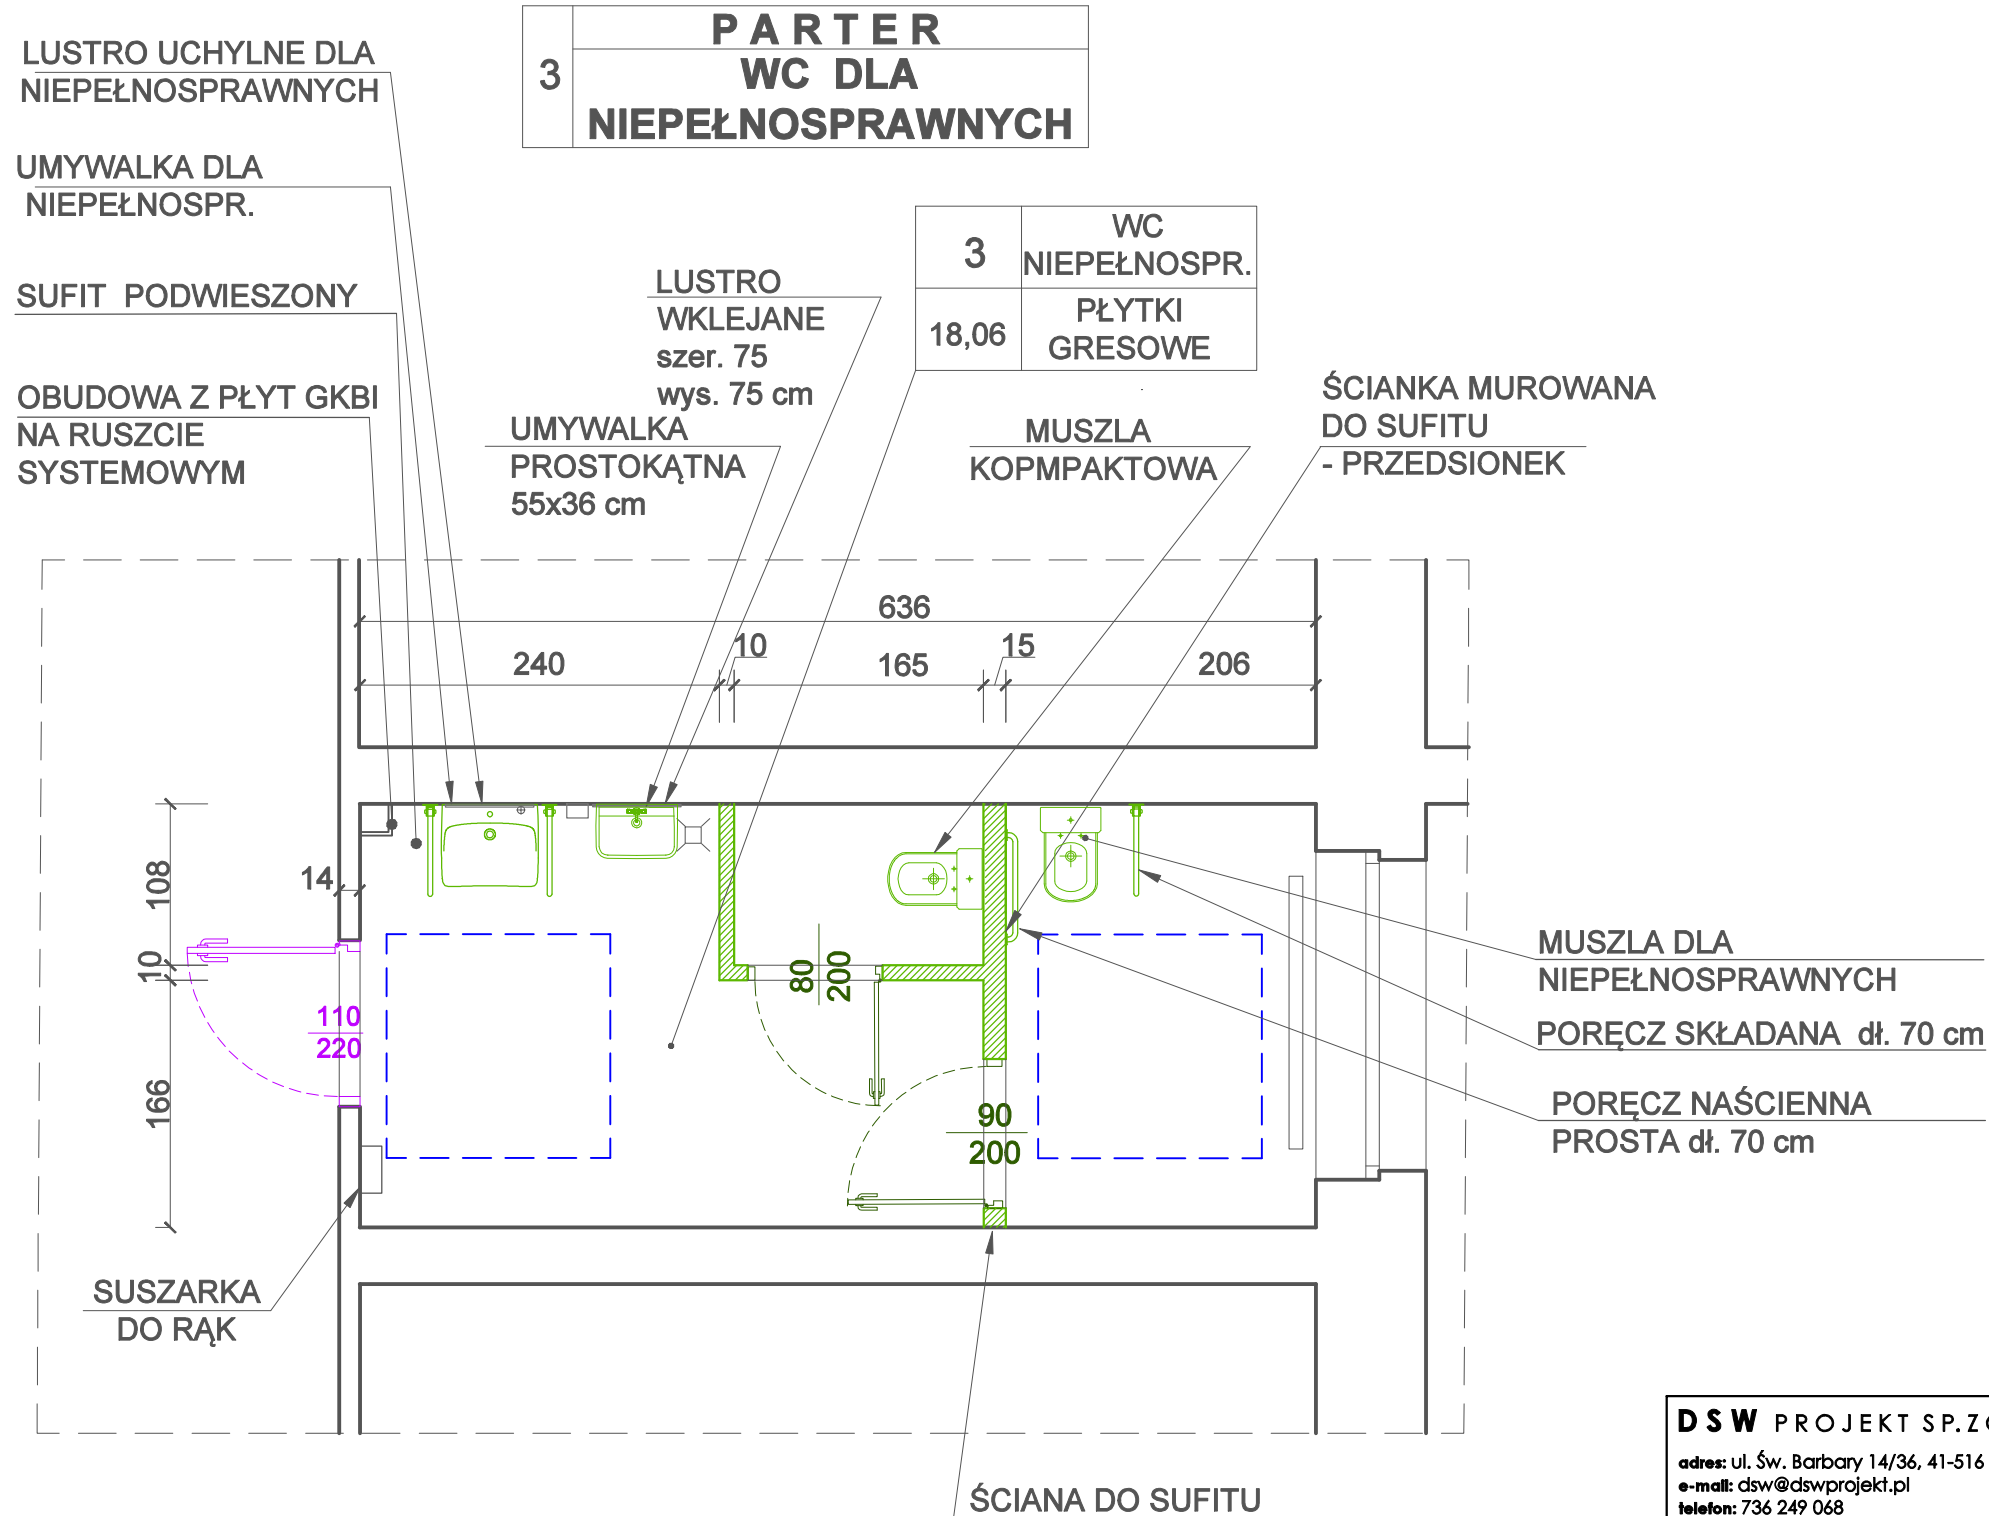 P A R T E R
3
WC DLA
NIEPEŁNOSPRAWNYCH
LUSTRO UCHYLNE DLA
NIEPEŁNOSPRAWNYCH
UMYWALKA DLA
NIEPEŁNOSPR.
SUFIT PODWIESZONY
OBUDOWA Z PŁYT GKBI
NA RUSZCIE
SYSTEMOWYM
LUSTRO
WKLEJANE
szer. 75
wys. 75 cm
UMYWALKA
PROSTOKĄTNA
55x36 cm
3
WC
NIEPEŁNOSPR.
18,06
PŁYTKI
GRESOWE
MUSZLA
KOPMPAKTOWA
ŚCIANKA MUROWANA
DO SUFITU
- PRZEDSIONEK
636
240
10
165
15
206
108
14
10
166
110
220
80
200
90
200
MUSZLA DLA
NIEPEŁNOSPRAWNYCH
PORĘCZ SKŁADANA dł. 70 cm
PORĘCZ NAŚCIENNA
PROSTA dł. 70 cm
SUSZARKA
DO RĄK
ŚCIANA DO SUFITU
DSW PROJEKT SP.ZO
adres: ul. Św. Barbary 14/36, 41-516
e-mail: dsw@dswprojekt.pl
telefon: 736 249 068